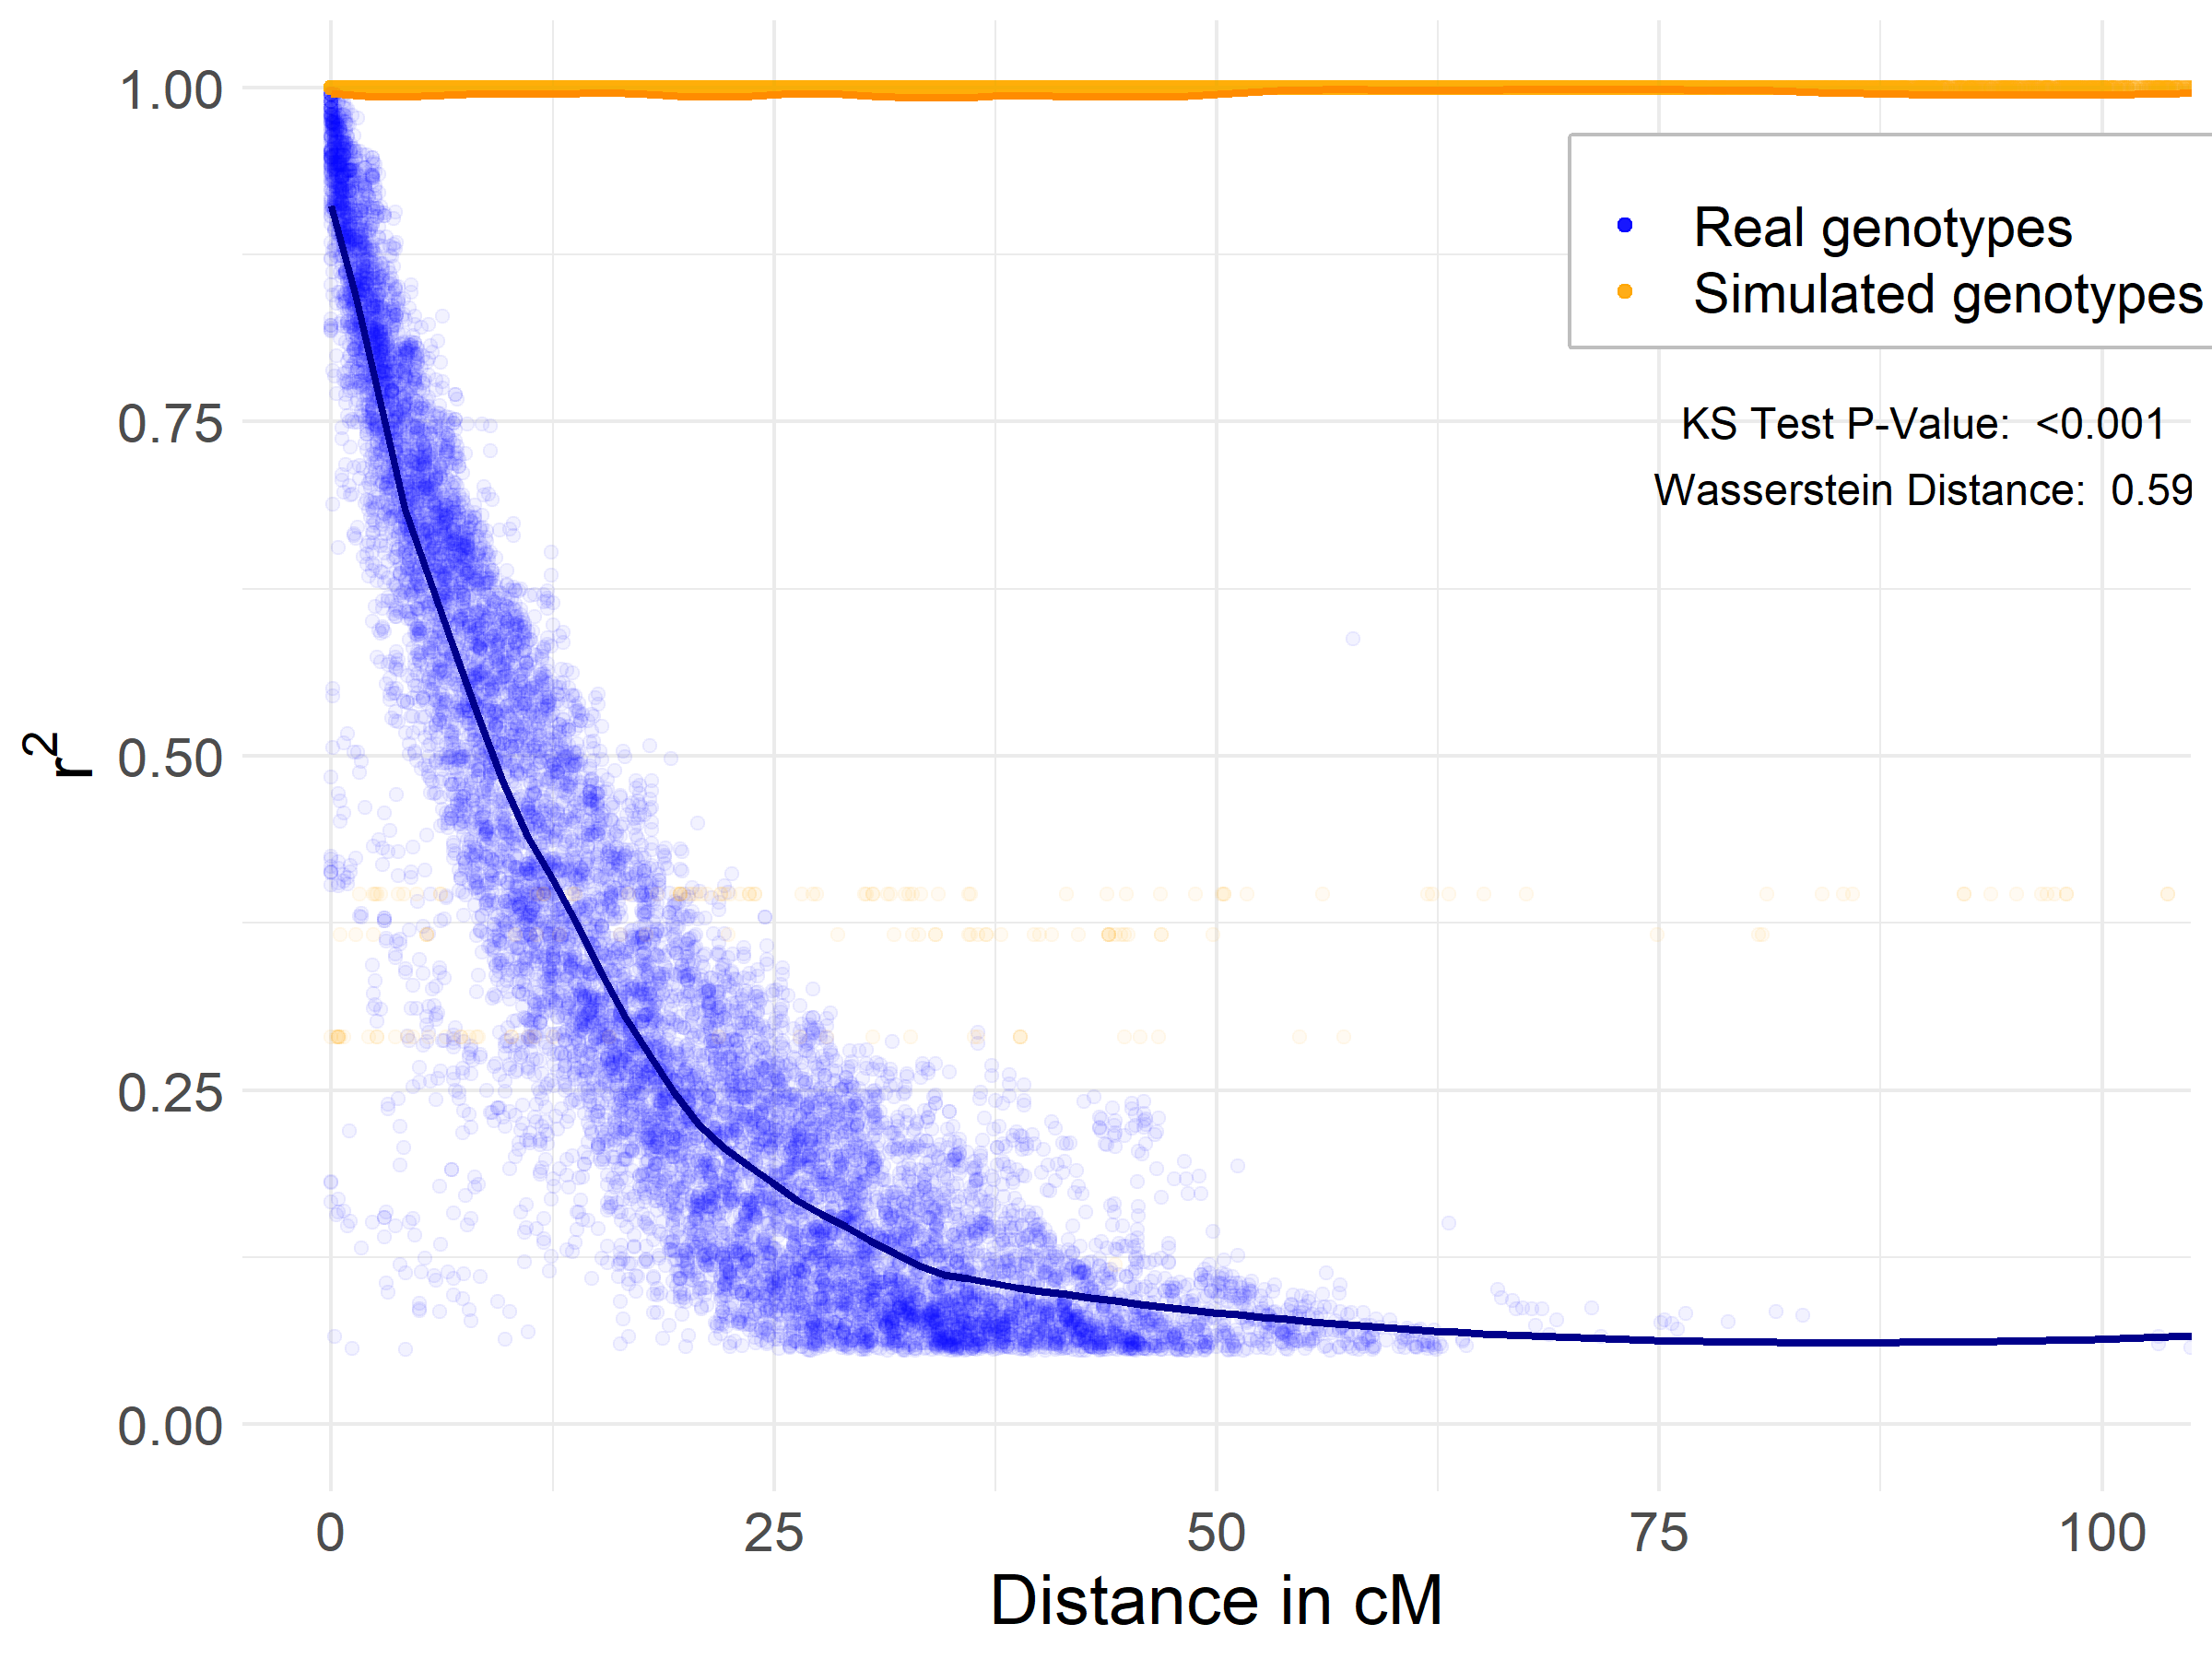 1.00
0.75
0.50
0.25
0.00
r²
0 25 50 75 100
Distance in cM
Real genotypes
Simulated genotypes
KS Test P-Value: <0.001
Wasserstein Distance: 0.59